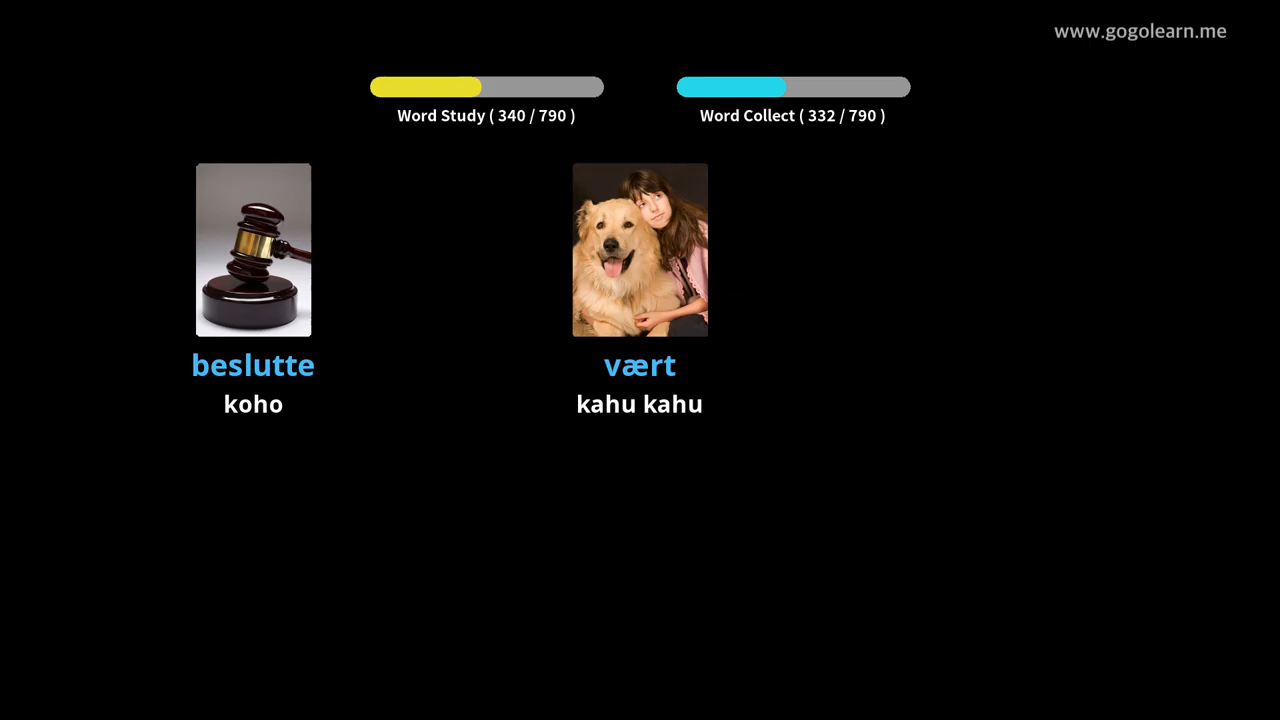 www.gogolearn.me
Word Study ( 340 / 790 )
Word Collect ( 332 / 790 )
beslutte
koho
vært
kahu kahu